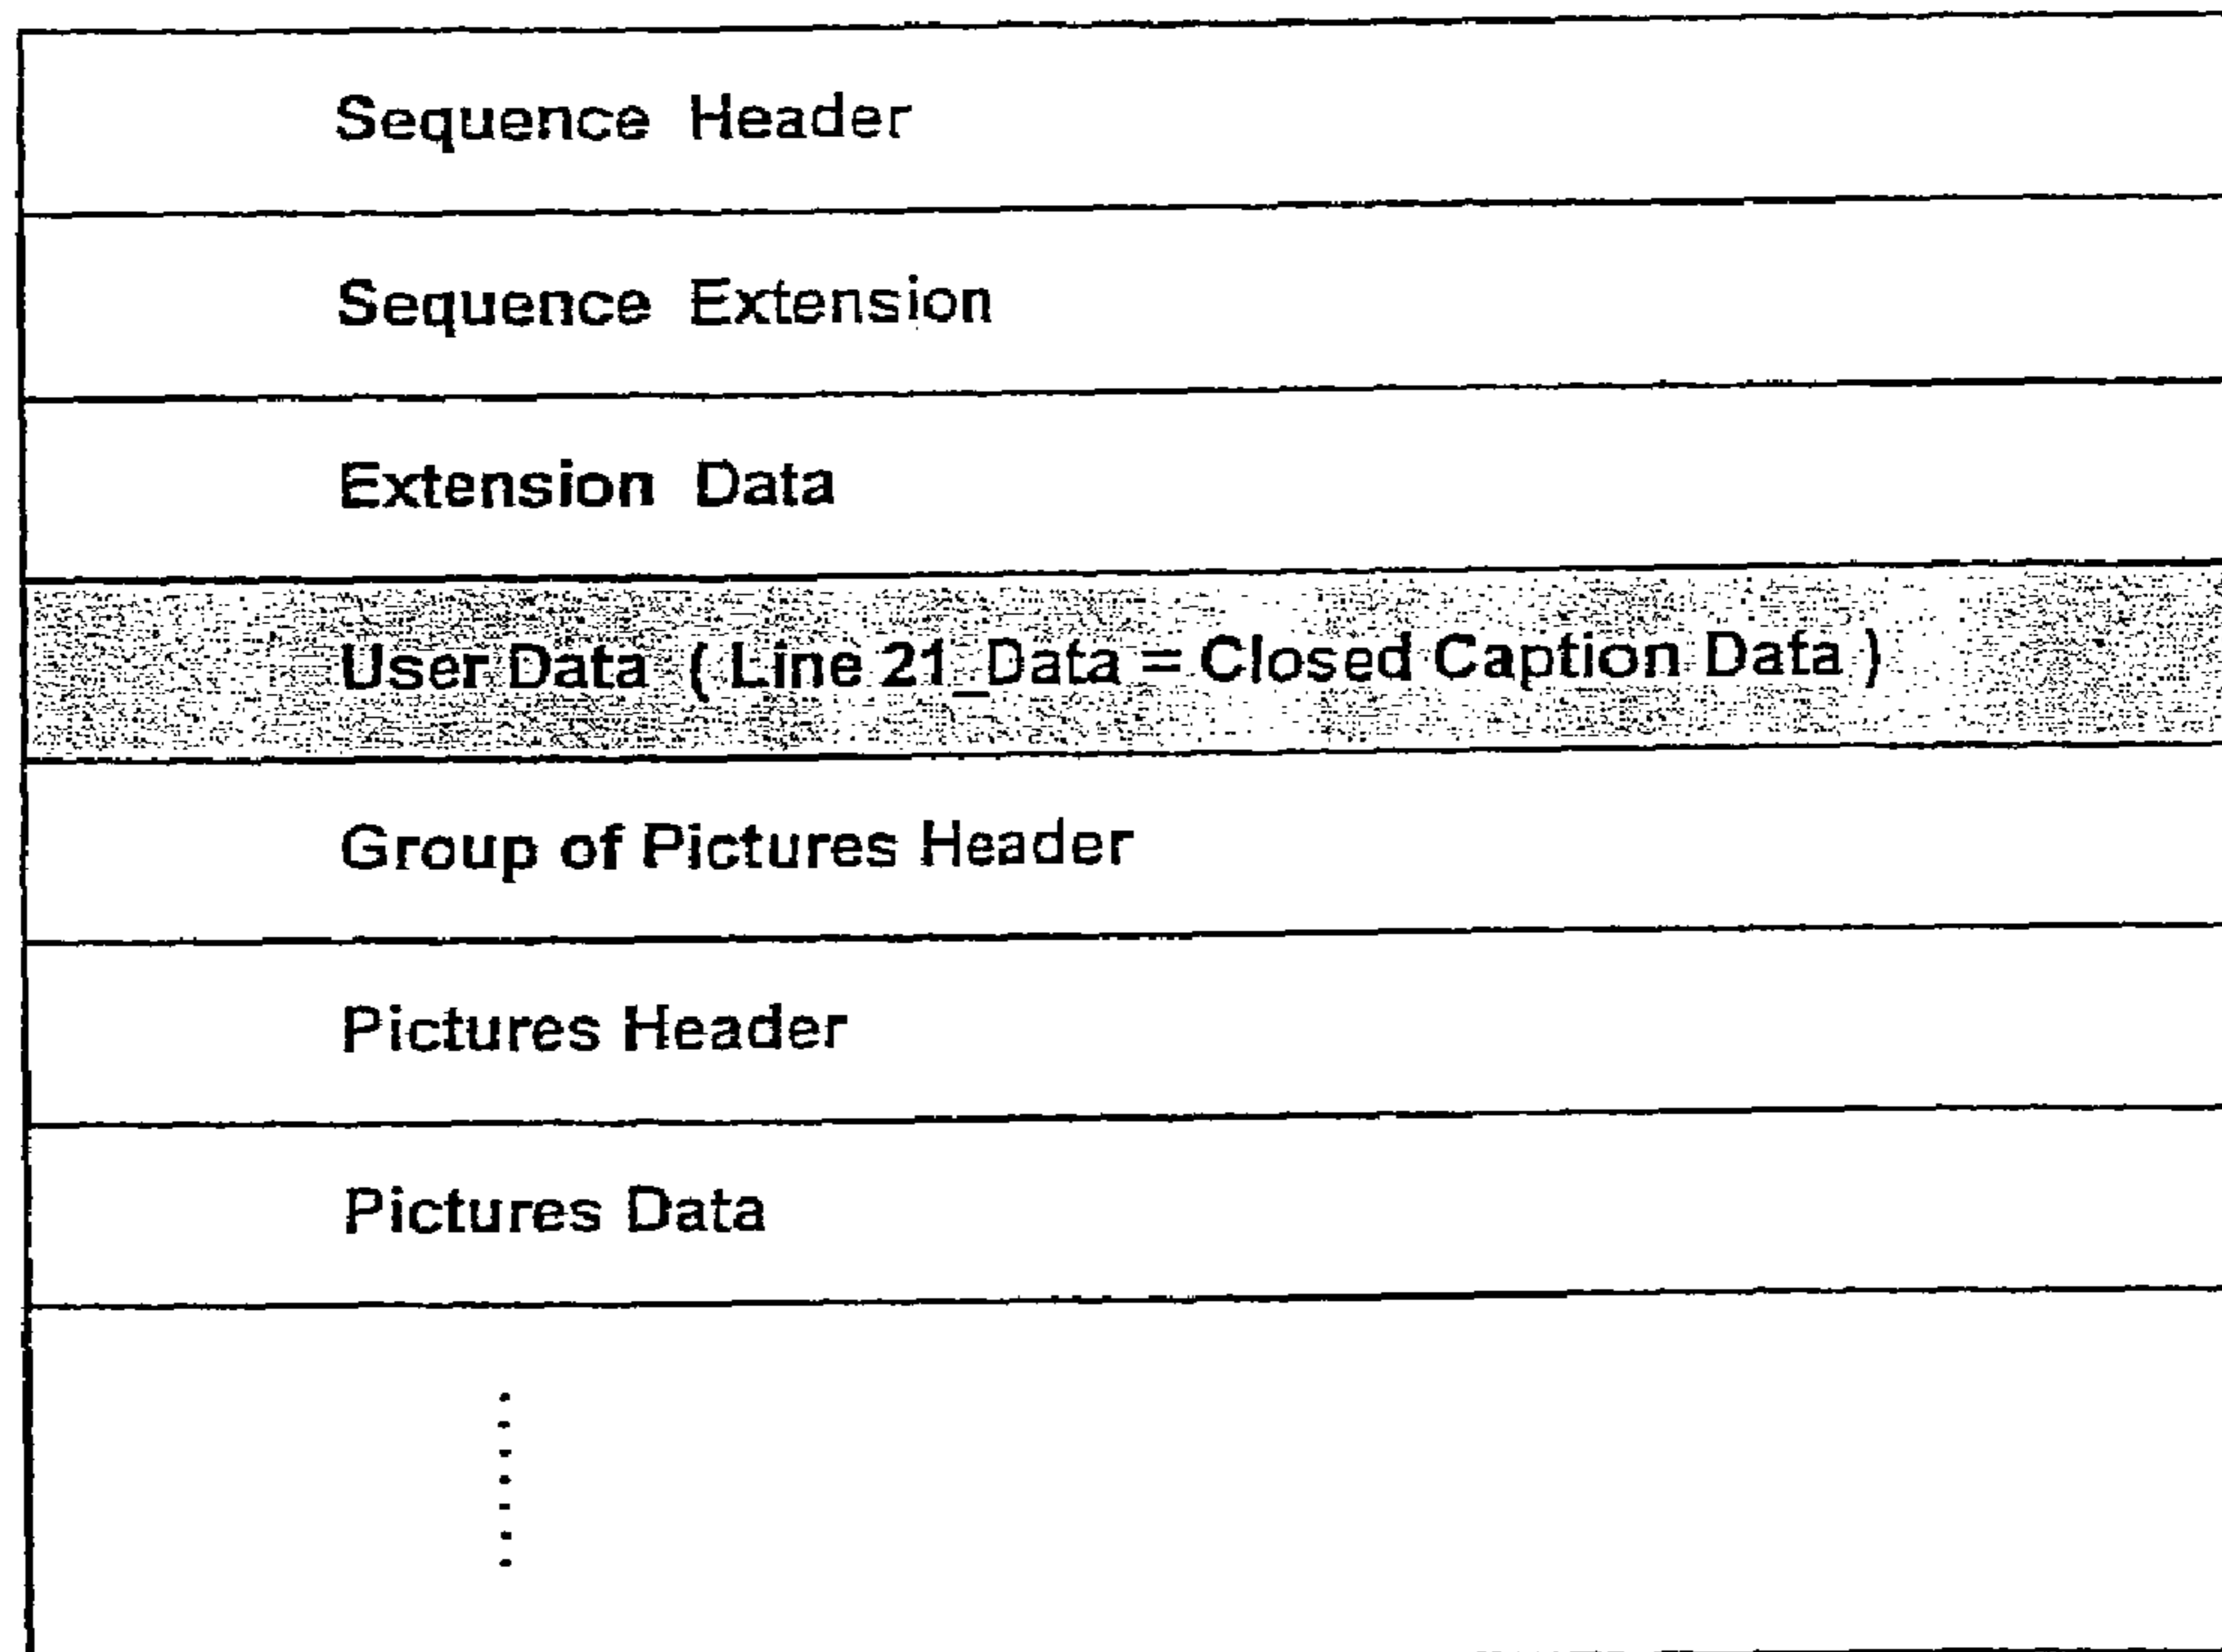 Sequence Header
Sequence Extension
Extension Data
User Data ( Line 21_Data = Closed Caption Data )
Group of Pictures Header
Pictures Header
Pictures Data